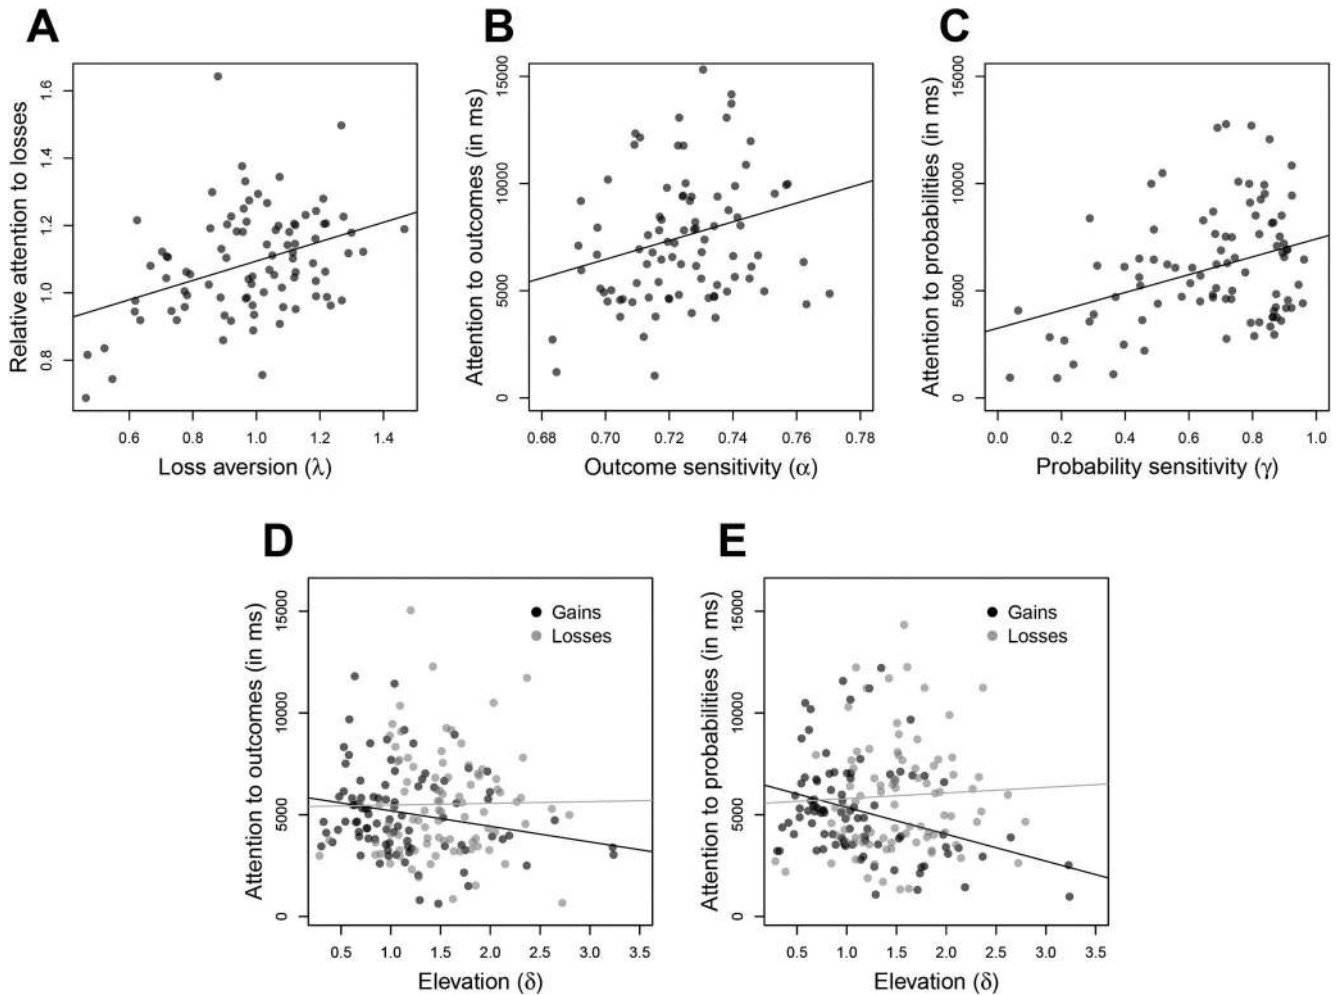 A
B
C
Relative attention to losses
0.8 1.0 1.2 1.4 1.6
0.6 0.8 1.0 1.2 1.4
Loss aversion (λ)
Attention to outcomes (in ms)
0 5000 10000 15000
0.68 0.70 0.72 0.74 0.76 0.78
Outcome sensitivity (α)
Attention to probabilities (in ms)
0 5000 10000 15000
0.0 0.2 0.4 0.6 0.8 1.0
Probability sensitivity (γ)
D
E
Attention to outcomes (in ms)
0 5000 10000 15000
Gains
Losses
0.5 1.0 1.5 2.0 2.5 3.0 3.5
Elevation (δ)
Attention to probabilities (in ms)
0 5000 10000 15000
Gains
Losses
0.5 1.0 1.5 2.0 2.5 3.0 3.5
Elevation (δ)